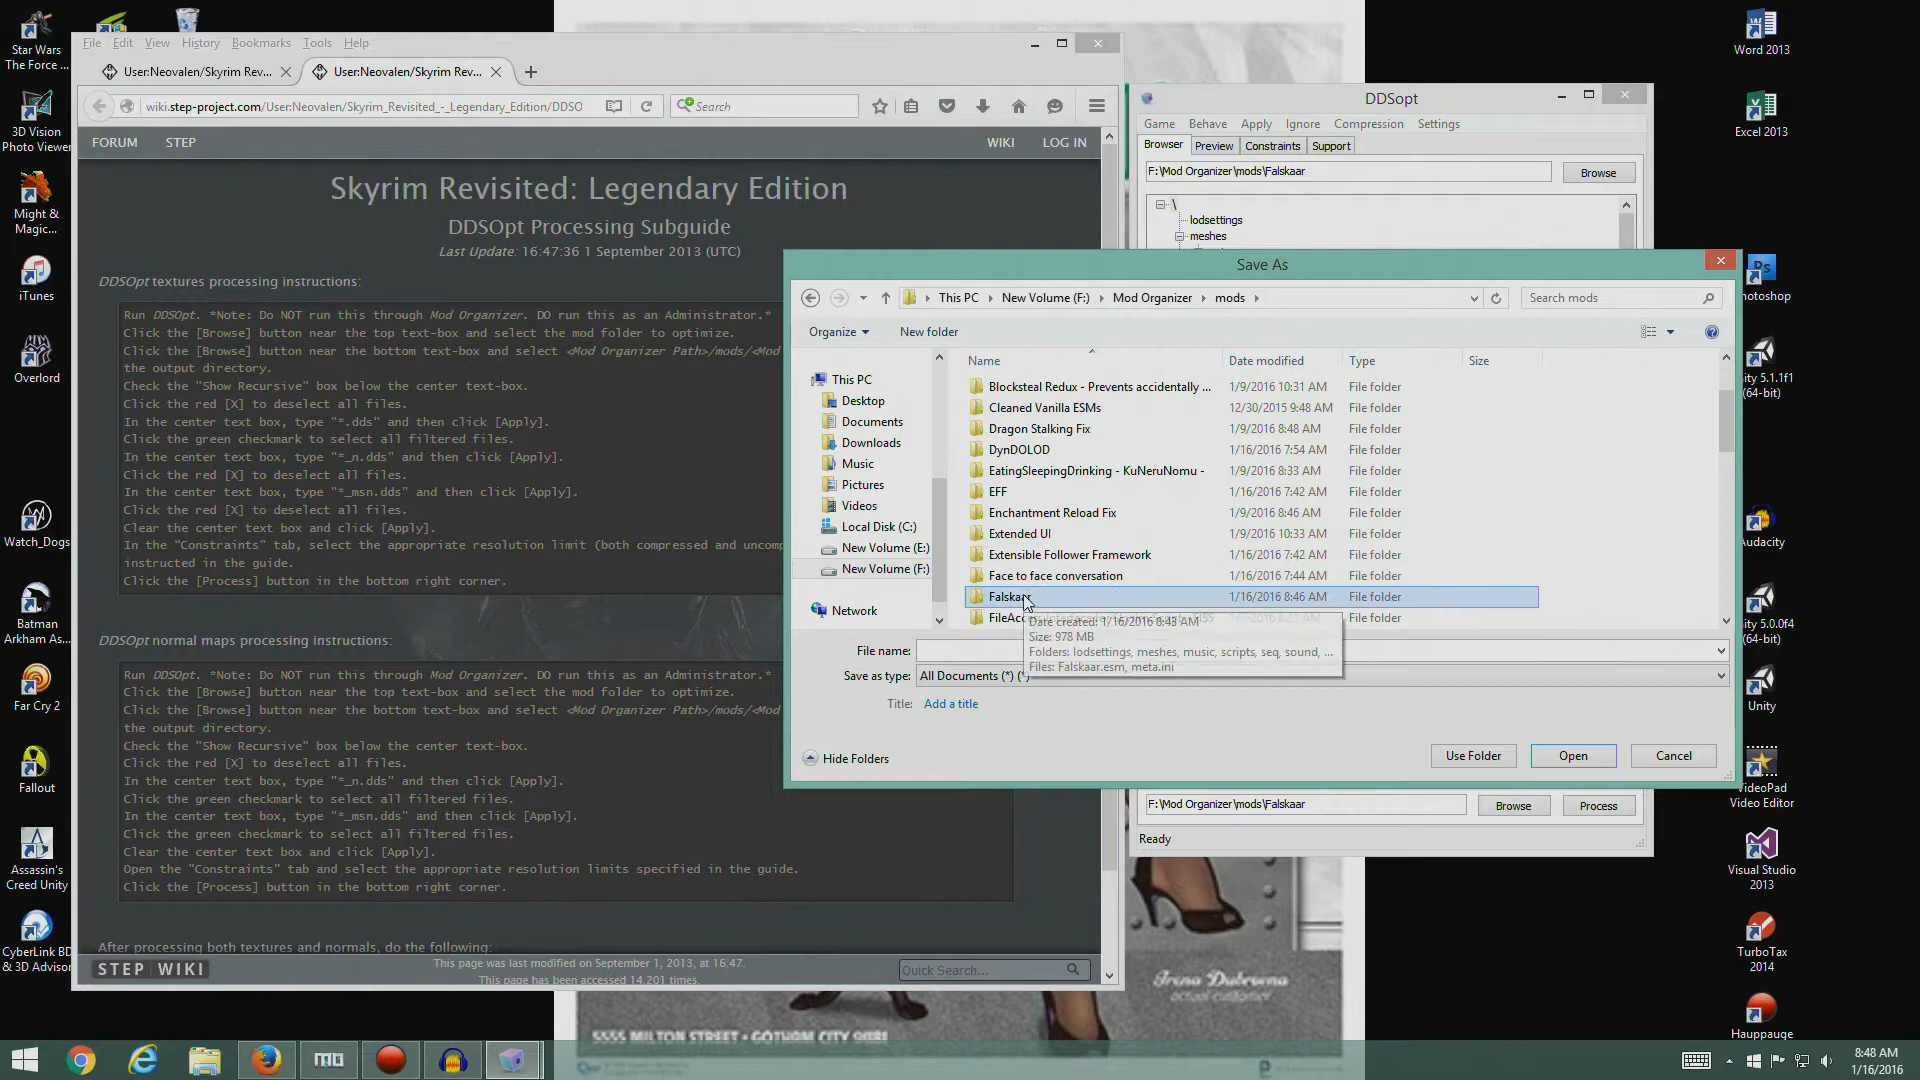 Star Wars
The Force ...
3D Vision
Photo Viewer
Might &
Magic...
iTunes
Overlord
Watch_Dogs
Batman
Arkham As...
Far Cry 2
Fallout
Assassin's
Creed Unity
CyberLink BD
& 3D Advisor
File Edit View History Bookmarks Tools Help
User:Neovalen/Skyrim Rev...
User:Neovalen/Skyrim Rev...
wiki.step-project.com/User:Neovalen/Skyrim_Revisited_-_Legendary_Edition/DDSO
Search
FORUM STEP WIKI LOG IN
Skyrim Revisited: Legendary Edition
DDSOpt Processing Subguide
Last Update: 16:47:36 1 September 2013 (UTC)
DDSOpt textures processing instructions:
Run DDSOpt. *Note: Do NOT run this through Mod Organizer. DO run this as an Administrator.*
Click the [Browse] button near the top text-box and select the mod folder to optimize.
Click the [Browse] button near the bottom text-box and select <Mod Organizer Path>/mods/<Mod
the output directory.
Check the "Show Recursive" box below the center text-box.
Click the red [X] to deselect all files.
In the center text box, type "*.dds" and then click [Apply].
Click the green checkmark to select all filtered files.
In the center text box, type "*_n.dds" and then click [Apply].
Click the red [X] to deselect all files.
In the center text box, type "*_msn.dds" and then click [Apply].
Click the red [X] to deselect all files.
Clear the center text box and click [Apply].
In the "Constraints" tab, select the appropriate resolution limit (both compressed and uncomp
instructed in the guide.
Click the [Process] button in the bottom right corner.
DDSOpt normal maps processing instructions:
Run DDSOpt. *Note: Do NOT run this through Mod Organizer. DO run this as an Administrator.*
Click the [Browse] button near the top text-box and select the mod folder to optimize.
Click the [Browse] button near the bottom text-box and select <Mod Organizer Path>/mods/<Mod
the output directory.
Check the "Show Recursive" box below the center text-box.
Click the red [X] to deselect all files.
In the center text box, type "*_n.dds" and then click [Apply].
Click the green checkmark to select all filtered files.
In the center text box, type "*_msn.dds" and then click [Apply].
Click the green checkmark to select all filtered files.
Clear the center text box and click [Apply].
Open the "Constraints" tab and select the appropriate resolution limits specified in the guide.
Click the [Process] button in the bottom right corner.
After processing both textures and normals, do the following:
STEP WIKI
This page was last modified on September 1, 2013, at 16:47.
This page has been accessed 14,201 times.
Quick Search...
DDSopt
Game Behave Apply Ignore Compression Settings
Browser Preview Constraints Support
F:\Mod Organizer\mods\Falskaar
Browse
\
lodsettings
meshes
Save As
This PC New Volume (F:) Mod Organizer mods
Search mods
Organize New folder
This PC
Desktop
Documents
Downloads
Music
Pictures
Videos
Local Disk (C:)
New Volume (E:)
New Volume (F:)
Network
Name Date modified Type Size
Blocksteal Redux - Prevents accidentally ... 1/9/2016 10:31 AM File folder
Cleaned Vanilla ESMs 12/30/2015 9:48 AM File folder
Dragon Stalking Fix 1/9/2016 8:48 AM File folder
DynDOLOD 1/16/2016 7:54 AM File folder
EatingSleepingDrinking - KuNeruNomu - 1/9/2016 8:33 AM File folder
EFF 1/16/2016 7:42 AM File folder
Enchantment Reload Fix 1/9/2016 8:46 AM File folder
Extended UI 1/9/2016 10:33 AM File folder
Extensible Follower Framework 1/16/2016 7:42 AM File folder
Face to face conversation 1/16/2016 7:44 AM File folder
Falskaar 1/16/2016 8:46 AM File folder
File folder
Date created: 1/16/2016 8:43 AM
Size: 978 MB
Folders: lodsettings, meshes, music, scripts, seq, sound, ...
Files: Falskaar.esm, meta.ini
File name:
Save as type: All Documents (*)
Title: Add a title
Hide Folders
Use Folder Open Cancel
F:\Mod Organizer\mods\Falskaar
Browse Process
Ready
Irena Dubrovna
actual customer
5555 MILTON STREET • GOTHAM CITY
Word 2013
Excel 2013
hotoshop
ity 5.1.1f1
(64-bit)
Audacity
ity 5.0.0f4
(64-bit)
Unity
VideoPad
Video Editor
Visual Studio
2013
TurboTax
2014
Hauppauge
8:48 AM
1/16/2016